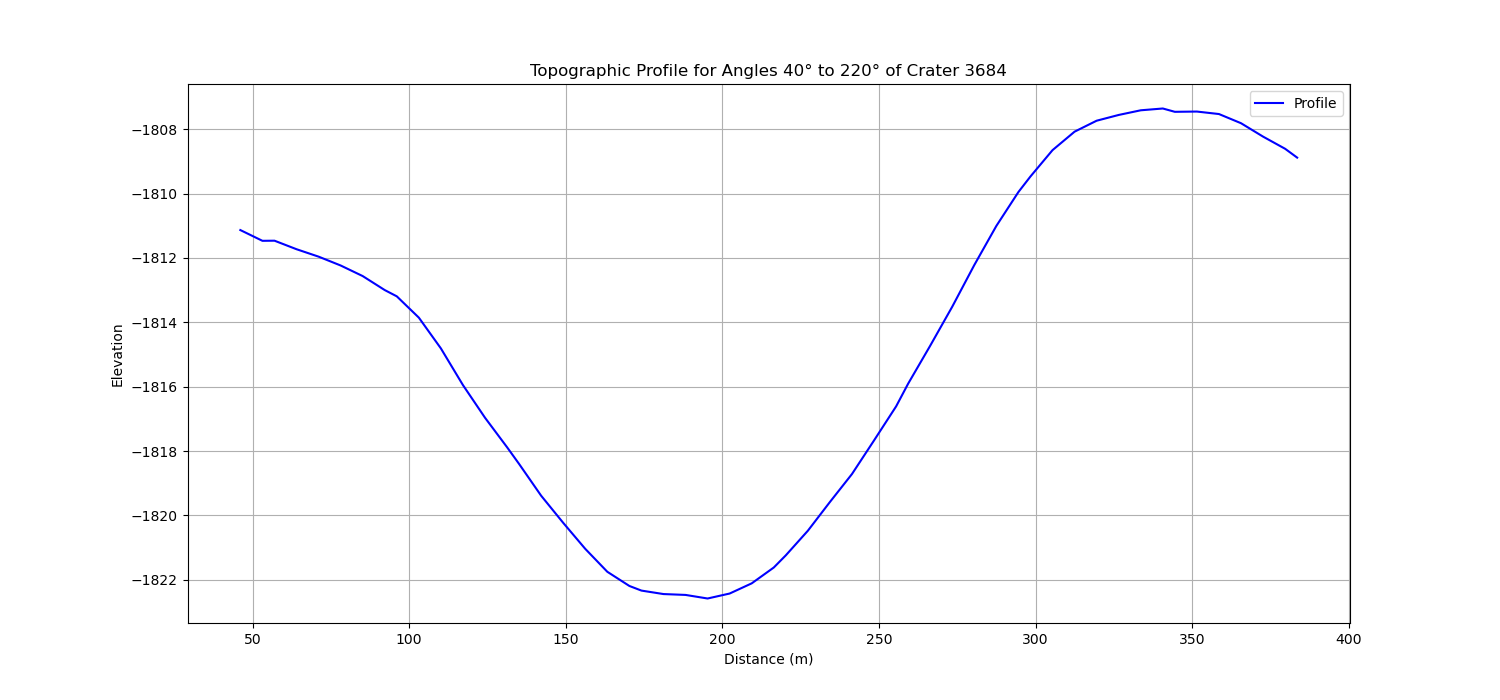 Topographic Profile for Angles 40° to 220° of Crater 3684
Profile
−1808
−1810
−1812
−1814
−1816
−1818
−1820
−1822
Elevation
50 100 150 200 250 300 350 400
Distance (m)